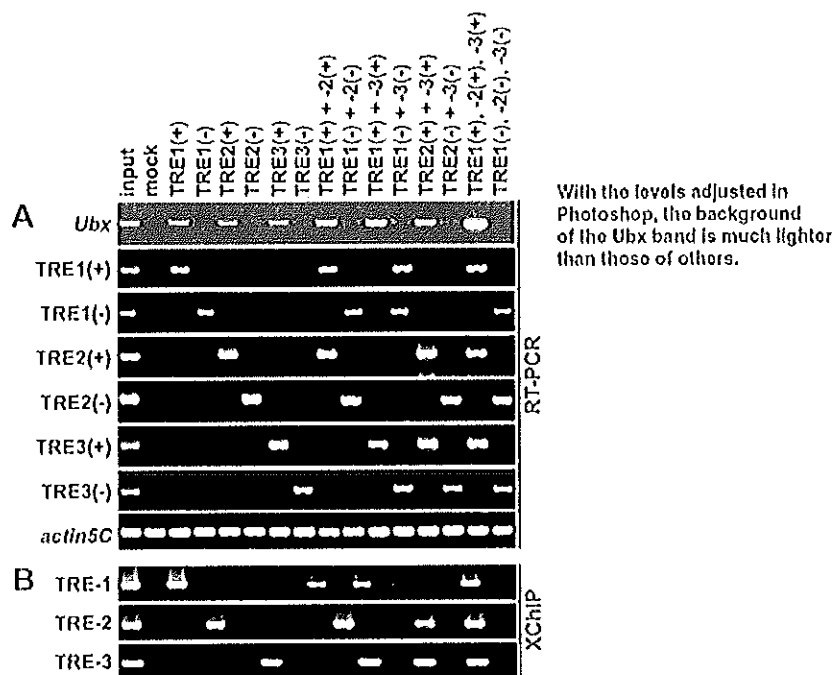 input
mock
TRE1(+)
TRE1(-)
TRE2(+)
TRE2(-)
TRE3(+)
TRE3(-)
TRE1(+) + -2(+)
TRE1(-) + -2(-)
TRE1(+) + -3(+)
TRE1(-) + -3(-)
TRE2(+) + -3(+)
TRE2(-) + -3(-)
TRE1(+), -2(+), -3(+)
TRE1(-), -2(-), -3(-)
A
Ubx
TRE1(+)
TRE1(-)
TRE2(+)
TRE2(-)
TRE3(+)
TRE3(-)
actin5C
RT-PCR
With the levels adjusted in
Photoshop, the background
of the Ubx band is much lighter
than those of others.
B
TRE-1
TRE-2
TRE-3
XChIP